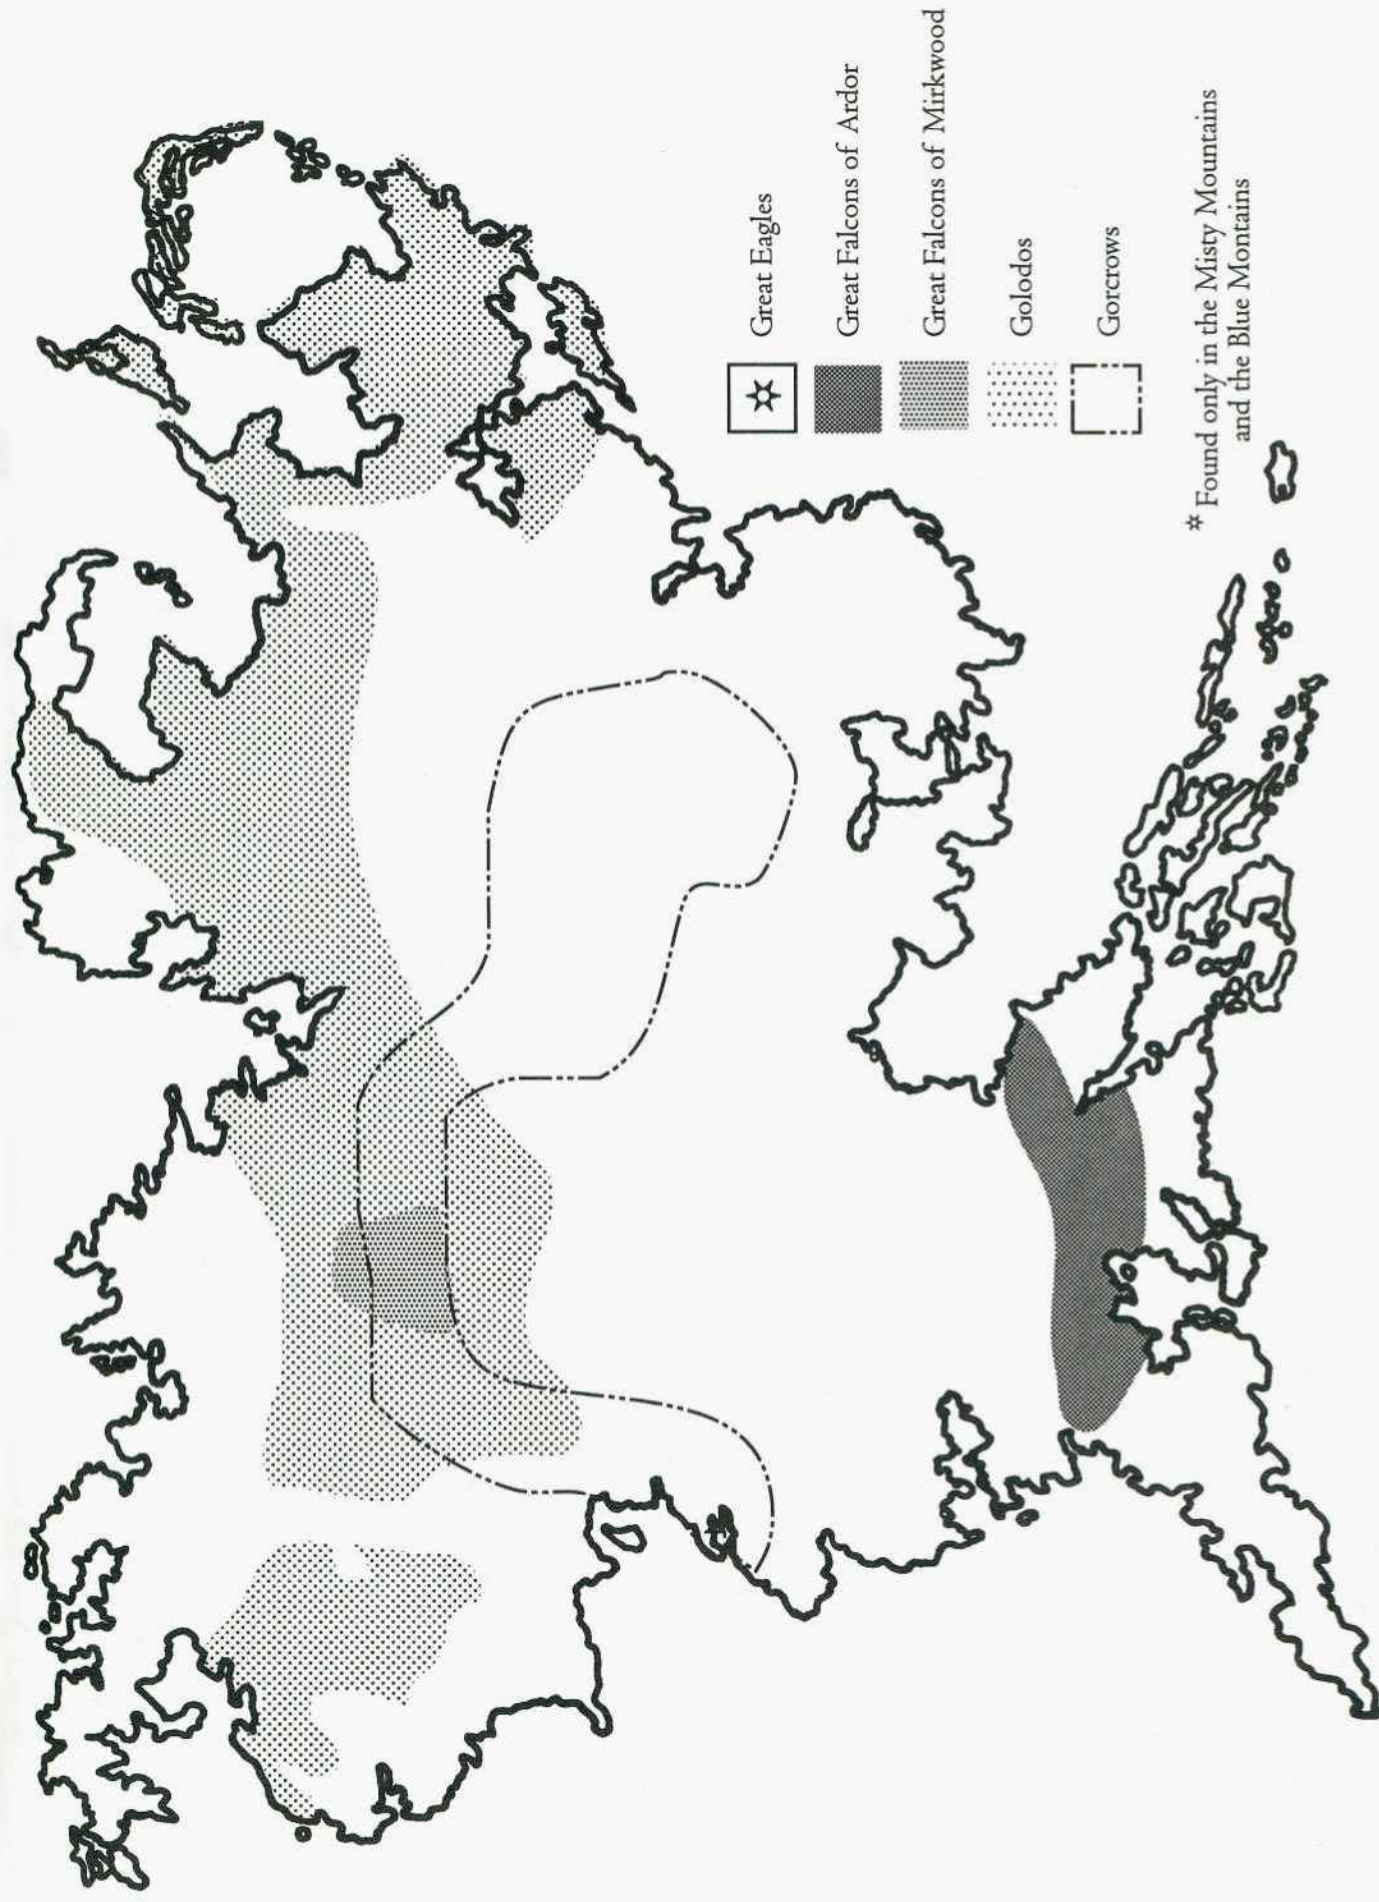 Great Eagles
Great Falcons of Ardor
Great Falcons of Mirkwood
Golodos
Gorcrows
* Found only in the Misty Mountains
and the Blue Montains